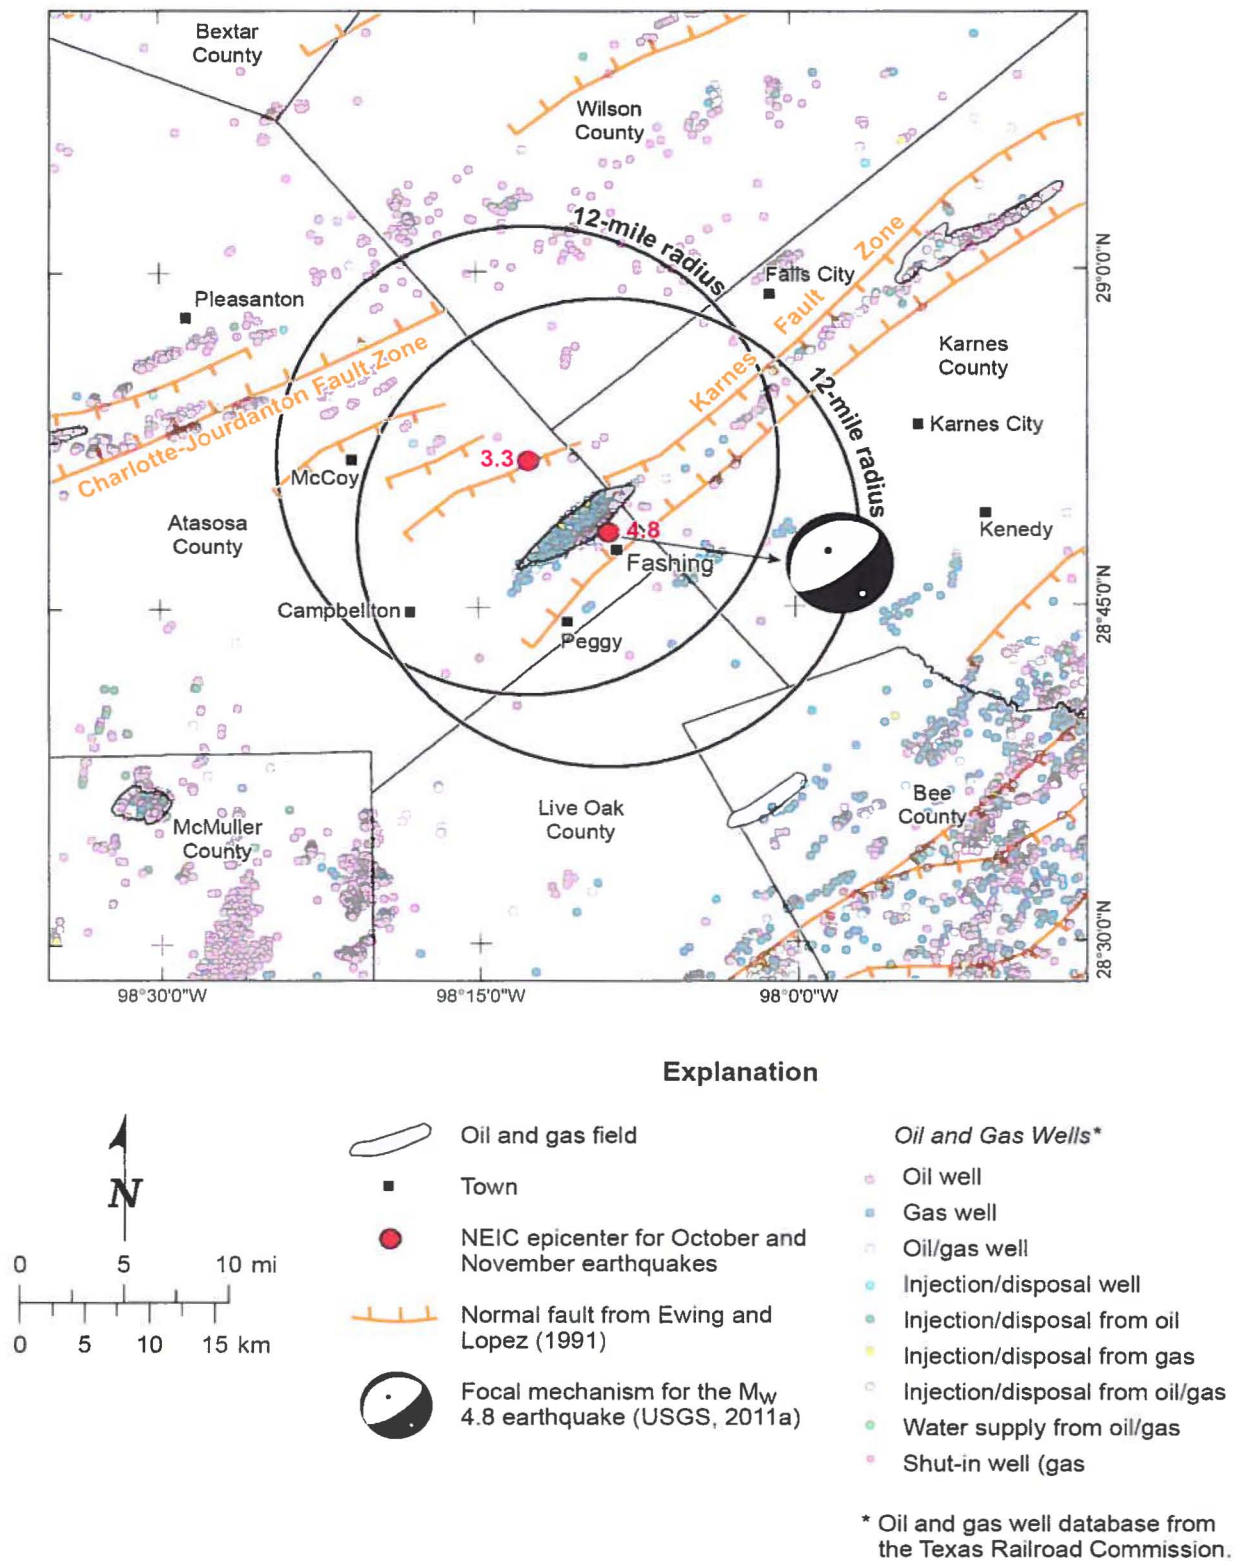 Bextar
County
Wilson
County
12-mile radius
Falls City
Karnes Fault Zone
Pleasanton
Charlotte-Jourdanton Fault Zone
Karnes
County
12-mile radius
Karnes City
3.3
McCoy
Atasosa
County
4.8
Kenedy
Fashing
Campbellton
Peggy
Live Oak
County
Bee
County
McMuller
County
29°0'0"N
28°45'0"N
28°30'0"N
98°30'0"W
98°15'0"W
98°0'0"W
Explanation
N
0 5 10 mi
0 5 10 15 km
Oil and gas field
Town
NEIC epicenter for October and
November earthquakes
Normal fault from Ewing and
Lopez (1991)
Focal mechanism for the MW
4.8 earthquake (USGS, 2011a)
Oil and Gas Wells*
Oil well
Gas well
Oil/gas well
Injection/disposal well
Injection/disposal from oil
Injection/disposal from gas
Injection/disposal from oil/gas
Water supply from oil/gas
Shut-in well (gas
* Oil and gas well database from
the Texas Railroad Commission.